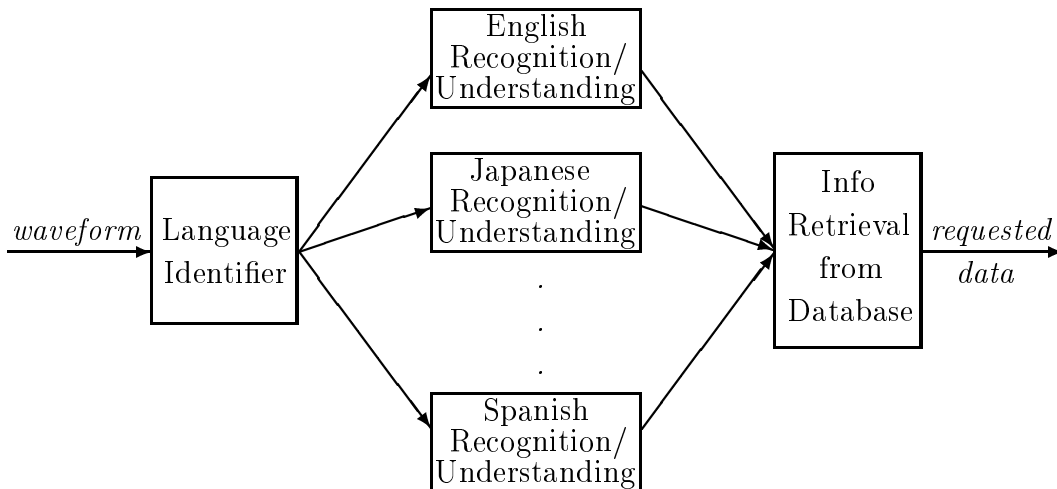 waveform
Language
Identifier
English
Recognition/
Understanding
Japanese
Recognition/
Understanding
.
.
.
Spanish
Recognition/
Understanding
Info
Retrieval
from
Database
requested
data